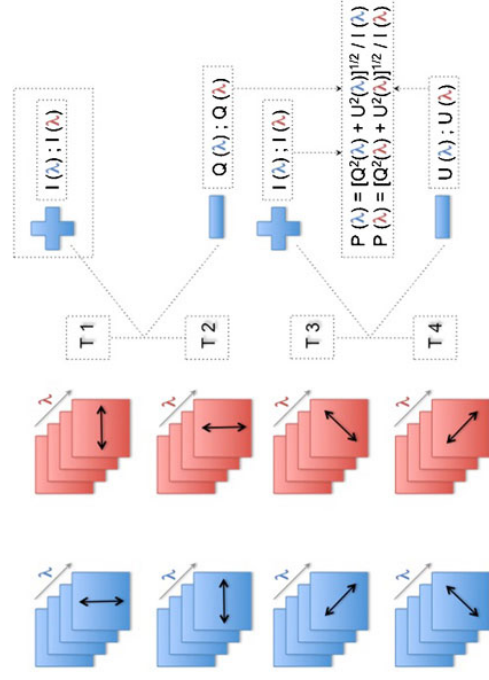 λ
λ
T 1
I (λ) ; I (λ)
λ
λ
T 2
Q (λ) ; Q (λ)
λ
λ
T 3
I (λ) ; I (λ)
P (λ) = [Q²(λ) + U²(λ)]¹/² / I (λ)
P (λ) = [Q²(λ) + U²(λ)]¹/² / I (λ)
λ
λ
T 4
U (λ) ; U (λ)